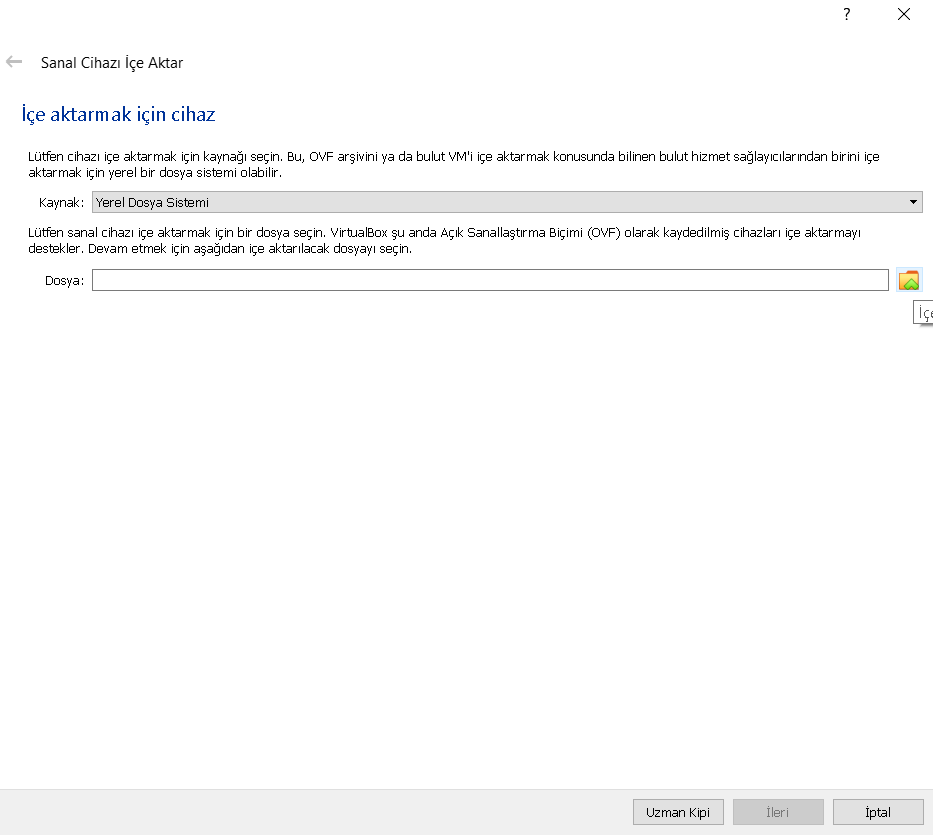 ?
Sanal Cihazı İçe Aktar
İçe aktarmak için cihaz
Lütfen cihazı içe aktarmak için kaynağı seçin. Bu, OVF arşivini ya da bulut VM'i içe aktarmak konusunda bilinen bulut hizmet sağlayıcılarından birini içe
aktarmak için yerel bir dosya sistemi olabilir.
Kaynak: Yerel Dosya Sistemi
Lütfen sanal cihazı içe aktarmak için bir dosya seçin. VirtualBox şu anda Açık Sanallaştırma Biçimi (OVF) olarak kaydedilmiş cihazları içe aktarmayı
destekler. Devam etmek için aşağıdan içe aktarılacak dosyayı seçin.
Dosya:
Uzman Kipi İleri İptal